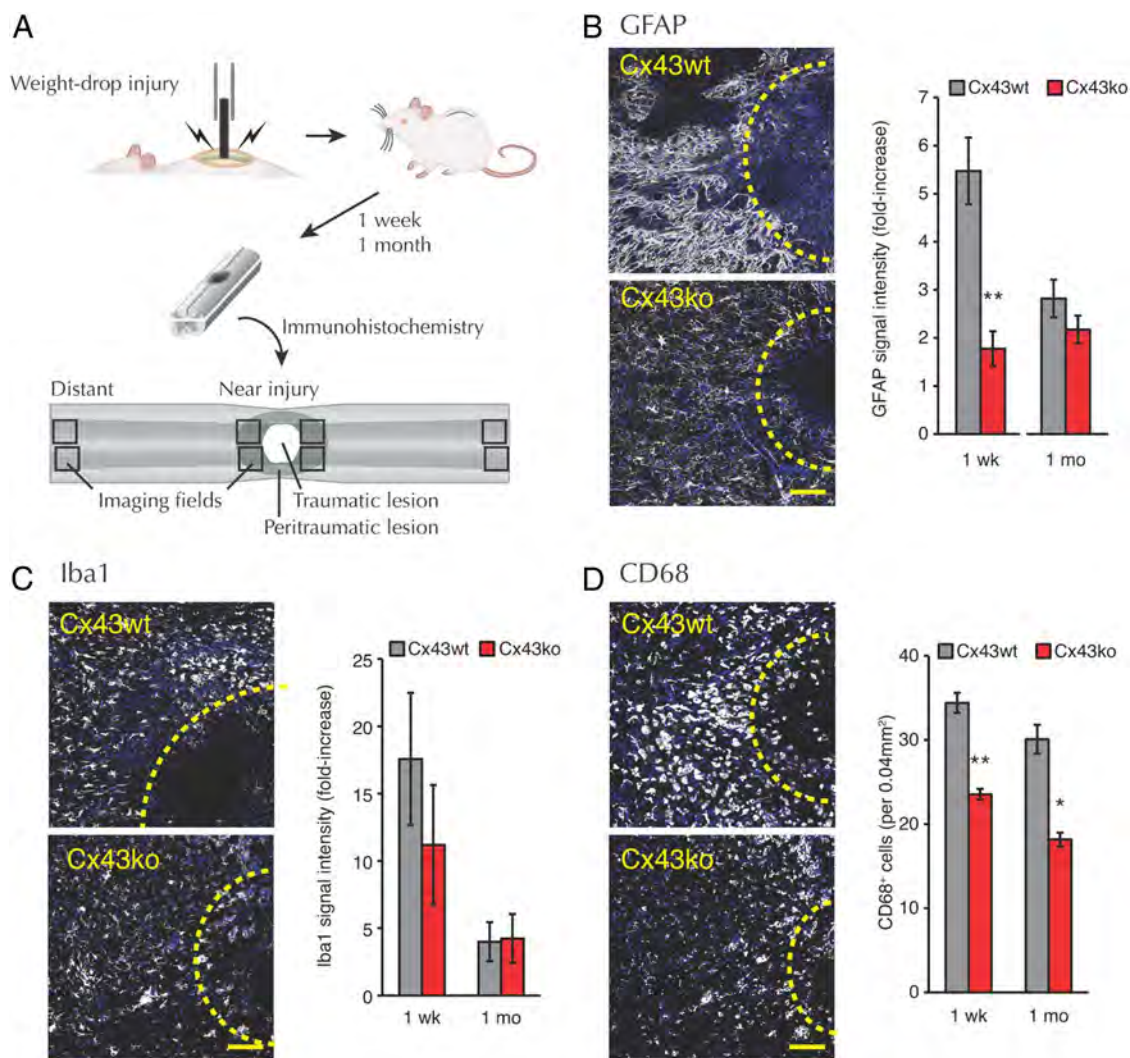 A
Weight-drop injury
1 week
1 month
Immunohistochemistry
Distant
Near injury
Imaging fields
Traumatic lesion
Peritraumatic lesion
B GFAP
Cx43wt
Cx43ko
Cx43wt Cx43ko
GFAP signal intensity (fold-increase)
7
6
5
4
3
2
1
0
**
1 wk 1 mo
C Iba1
Cx43wt
Cx43ko
Cx43wt Cx43ko
Iba1 signal intensity (fold-increase)
25
20
15
10
5
0
1 wk 1 mo
D CD68
Cx43wt
Cx43ko
Cx43wt Cx43ko
CD68+ cells (per 0.04mm²)
40
30
20
10
0
**
*
1 wk 1 mo